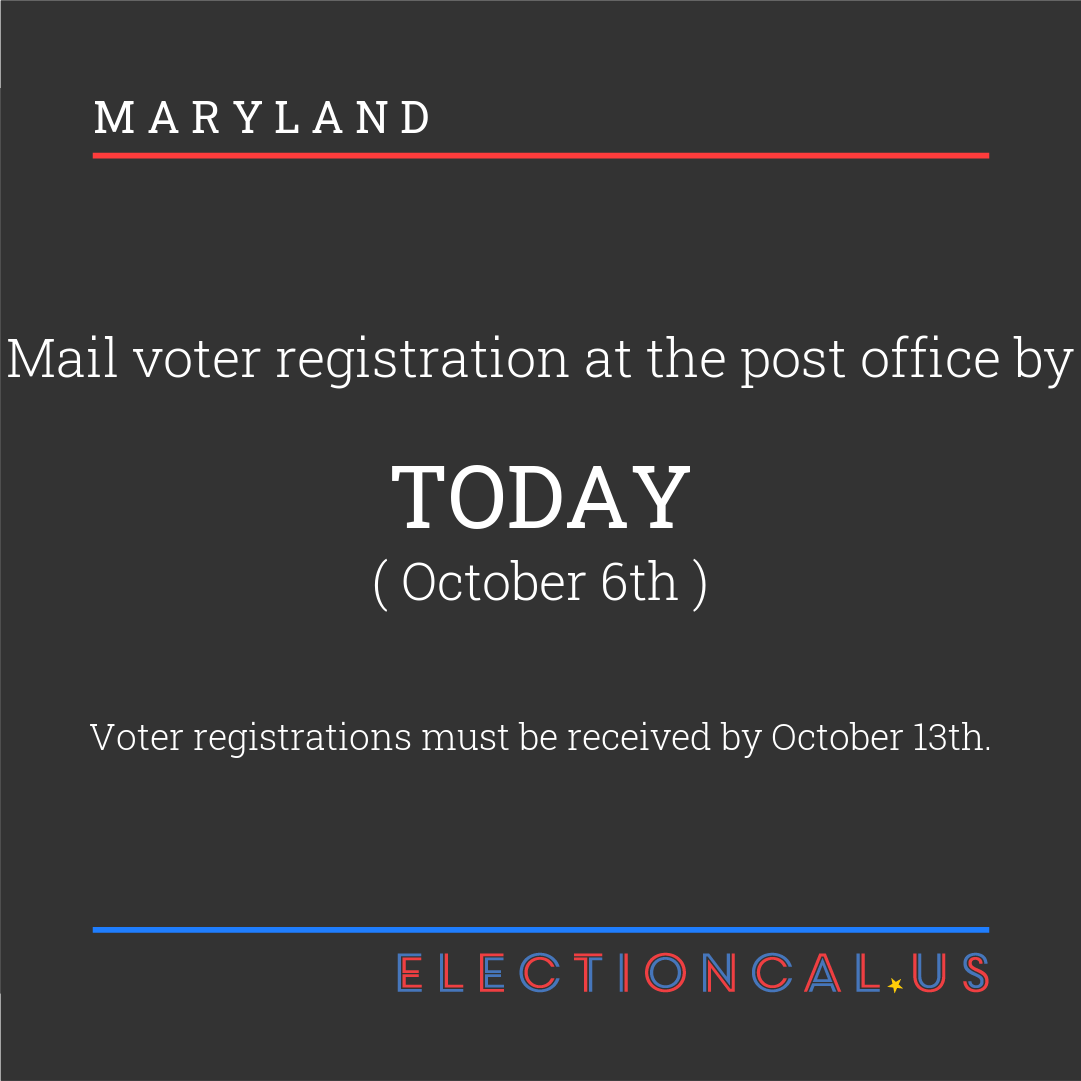 MARYLAND
Mail voter registration at the post office by
TODAY
( October 6th )
Voter registrations must be received by October 13th.
ELECTIONCAL.US